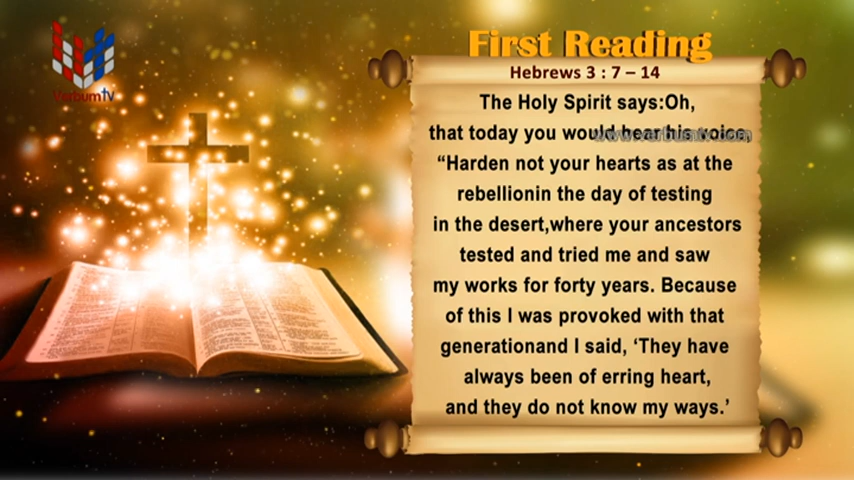 VerbumTV
First Reading
Hebrews 3 : 7 – 14
The Holy Spirit says:Oh,
that today you would hear his voice,
www.verbumtv.com
“Harden not your hearts as at the
rebellionin the day of testing
in the desert,where your ancestors
tested and tried me and saw
my works for forty years. Because
of this I was provoked with that
generationand I said, ‘They have
always been of erring heart,
and they do not know my ways.’